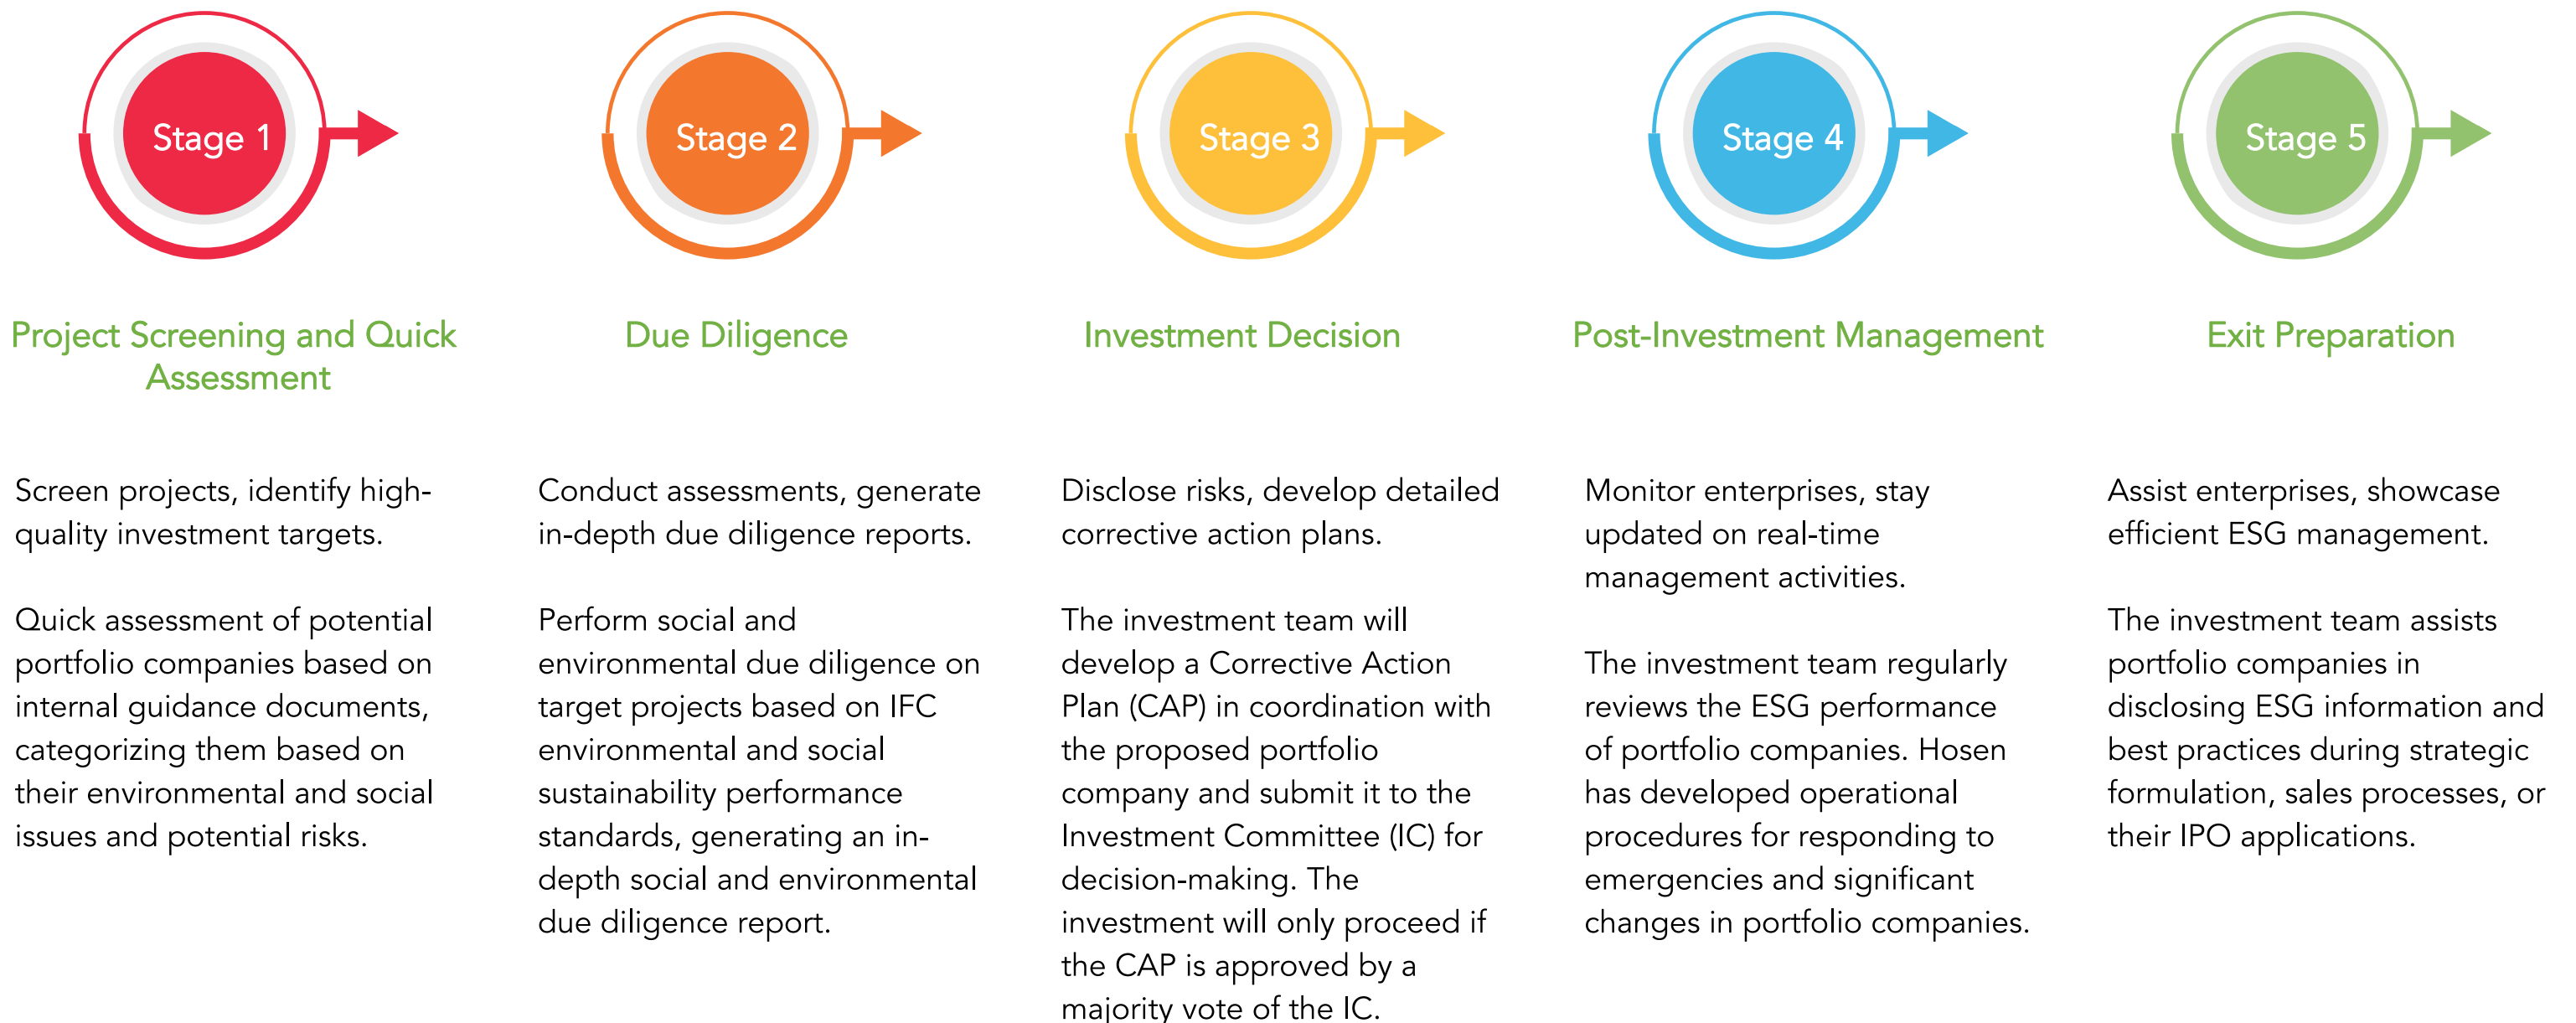 Stage 1
Stage 2
Stage 3
Stage 4
Stage 5
Project Screening and Quick
Assessment
Due Diligence
Investment Decision
Post-Investment Management
Exit Preparation
Screen projects, identify high-
quality investment targets.
Quick assessment of potential
portfolio companies based on
internal guidance documents,
categorizing them based on
their environmental and social
issues and potential risks.
Conduct assessments, generate
in-depth due diligence reports.
Perform social and
environmental due diligence on
target projects based on IFC
environmental and social
sustainability performance
standards, generating an in-
depth social and environmental
due diligence report.
Disclose risks, develop detailed
corrective action plans.
The investment team will
develop a Corrective Action
Plan (CAP) in coordination with
the proposed portfolio
company and submit it to the
Investment Committee (IC) for
decision-making. The
investment will only proceed if
the CAP is approved by a
majority vote of the IC.
Monitor enterprises, stay
updated on real-time
management activities.
The investment team regularly
reviews the ESG performance
of portfolio companies. Hosen
has developed operational
procedures for responding to
emergencies and significant
changes in portfolio companies.
Assist enterprises, showcase
efficient ESG management.
The investment team assists
portfolio companies in
disclosing ESG information and
best practices during strategic
formulation, sales processes, or
their IPO applications.